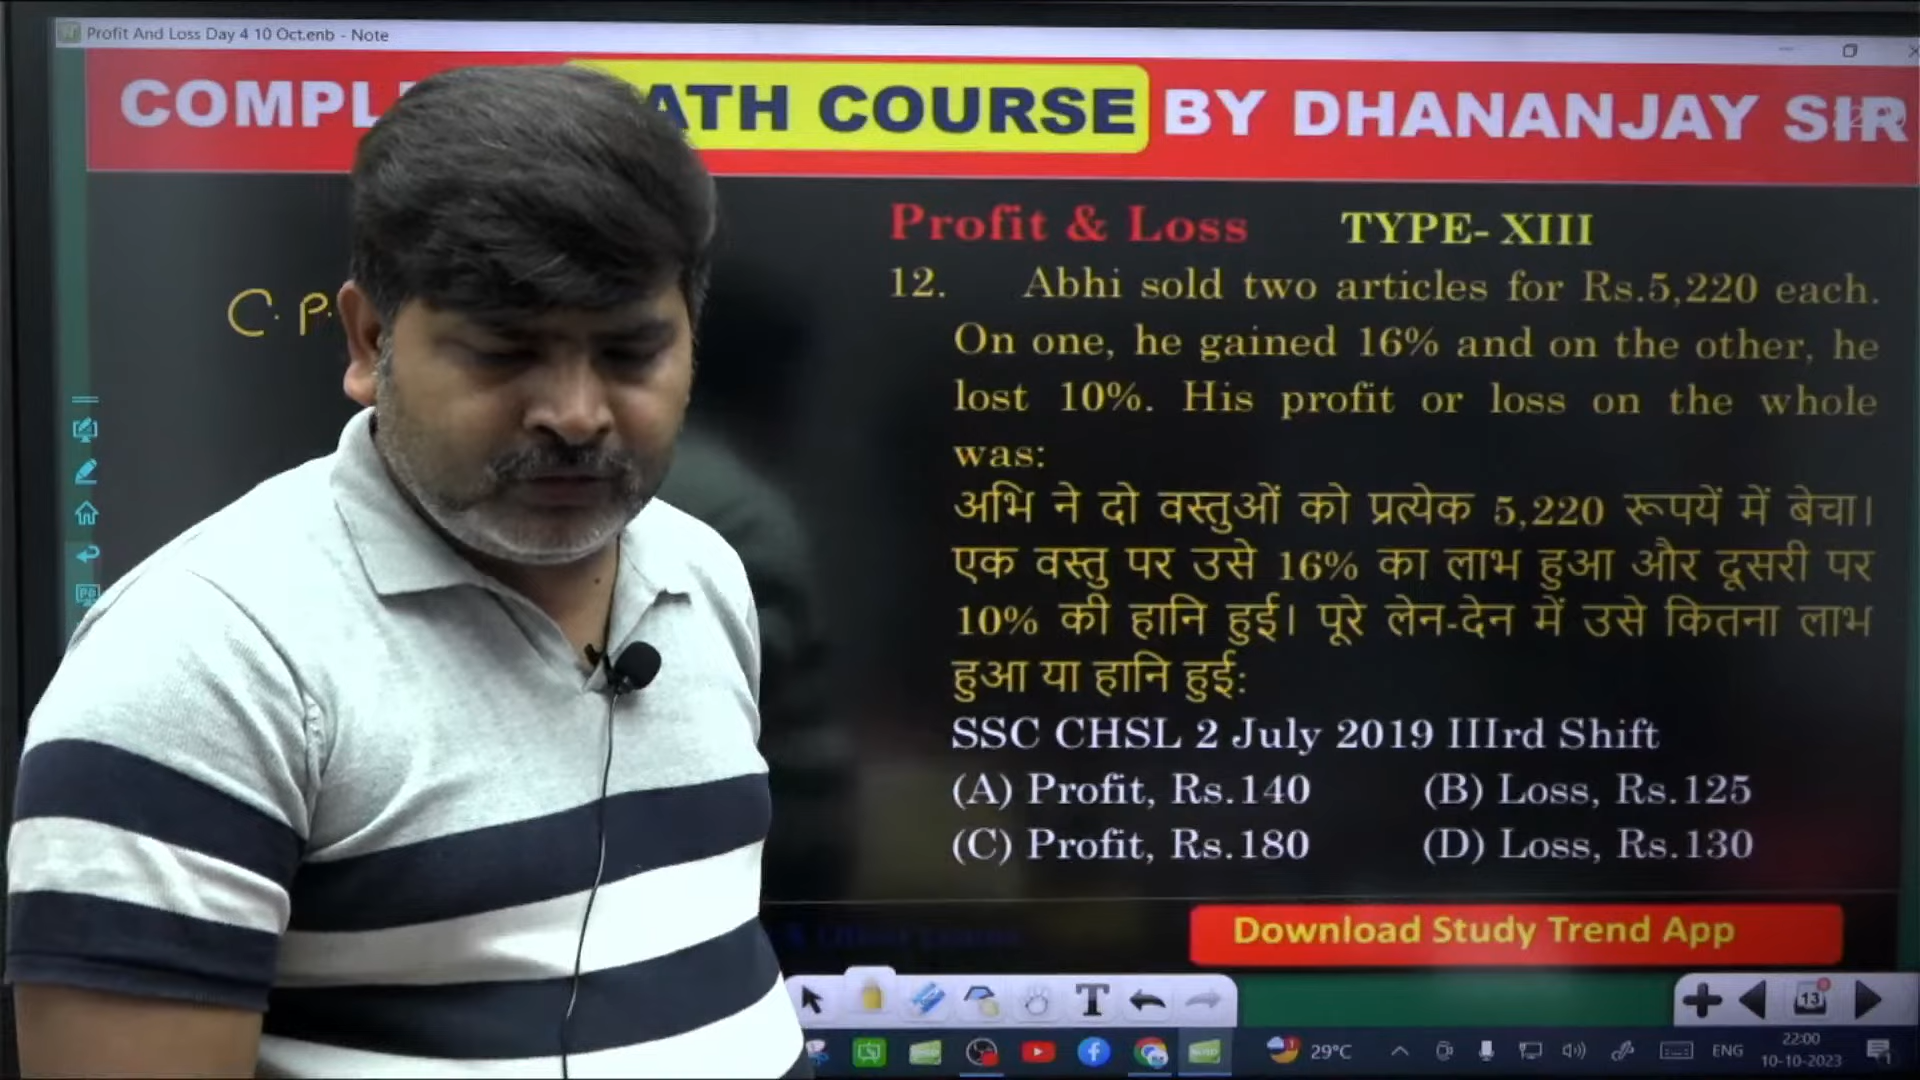 Profit And Loss Day 4 10 Oct.enb - Note
COMPL ATH COURSE BY DHANANJAY SIR
Profit & Loss TYPE- XIII
C.P.
12. Abhi sold two articles for Rs.5,220 each.
On one, he gained 16% and on the other, he
lost 10%. His profit or loss on the whole
was:
अभि ने दो वस्तुओं को प्रत्येक 5,220 रूपयें में बेचा।
एक वस्तु पर उसे 16% का लाभ हुआ और दूसरी पर
10% की हानि हुई। पूरे लेन-देन में उसे कितना लाभ
हुआ या हानि हुई:
SSC CHSL 2 July 2019 IIIrd Shift
(A) Profit, Rs.140 (B) Loss, Rs.125
(C) Profit, Rs.180 (D) Loss, Rs.130
Download Study Trend App
T
13
29°C ENG 22:00
10-10-2023